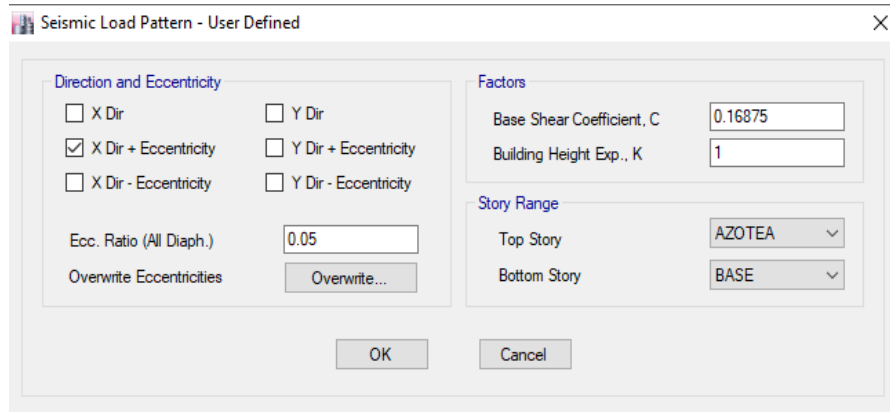 Seismic Load Pattern - User Defined
Direction and Eccentricity
X Dir
Y Dir
X Dir + Eccentricity
Y Dir + Eccentricity
X Dir - Eccentricity
Y Dir - Eccentricity
Ecc. Ratio (All Diaph.)
0.05
Overwrite Eccentricities
Overwrite...
Factors
Base Shear Coefficient, C
0.16875
Building Height Exp., K
1
Story Range
Top Story
AZOTEA
Bottom Story
BASE
OK
Cancel